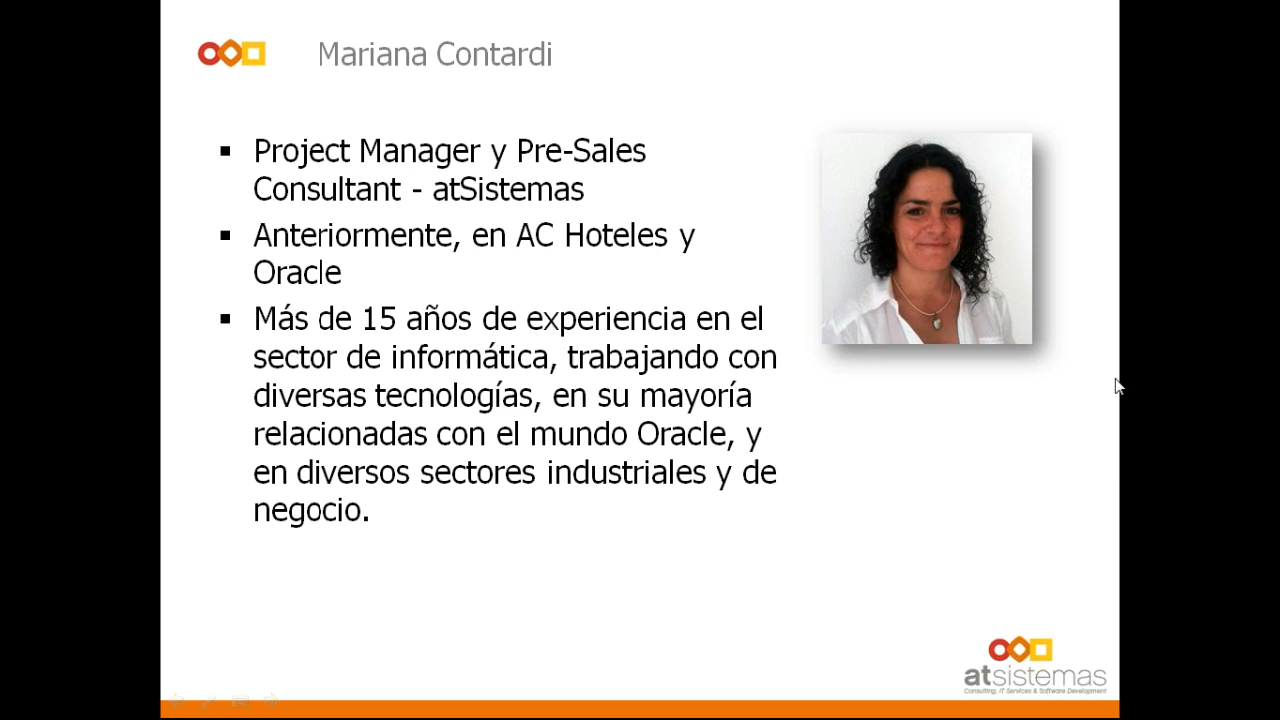 Mariana Contardi
▪ Project Manager y Pre-Sales
Consultant - atSistemas
▪ Anteriormente, en AC Hoteles y
Oracle
▪ Más de 15 años de experiencia en el
sector de informática, trabajando con
diversas tecnologías, en su mayoría
relacionadas con el mundo Oracle, y
en diversos sectores industriales y de
negocio.
atsistemas
Consulting, IT Services & Software Development